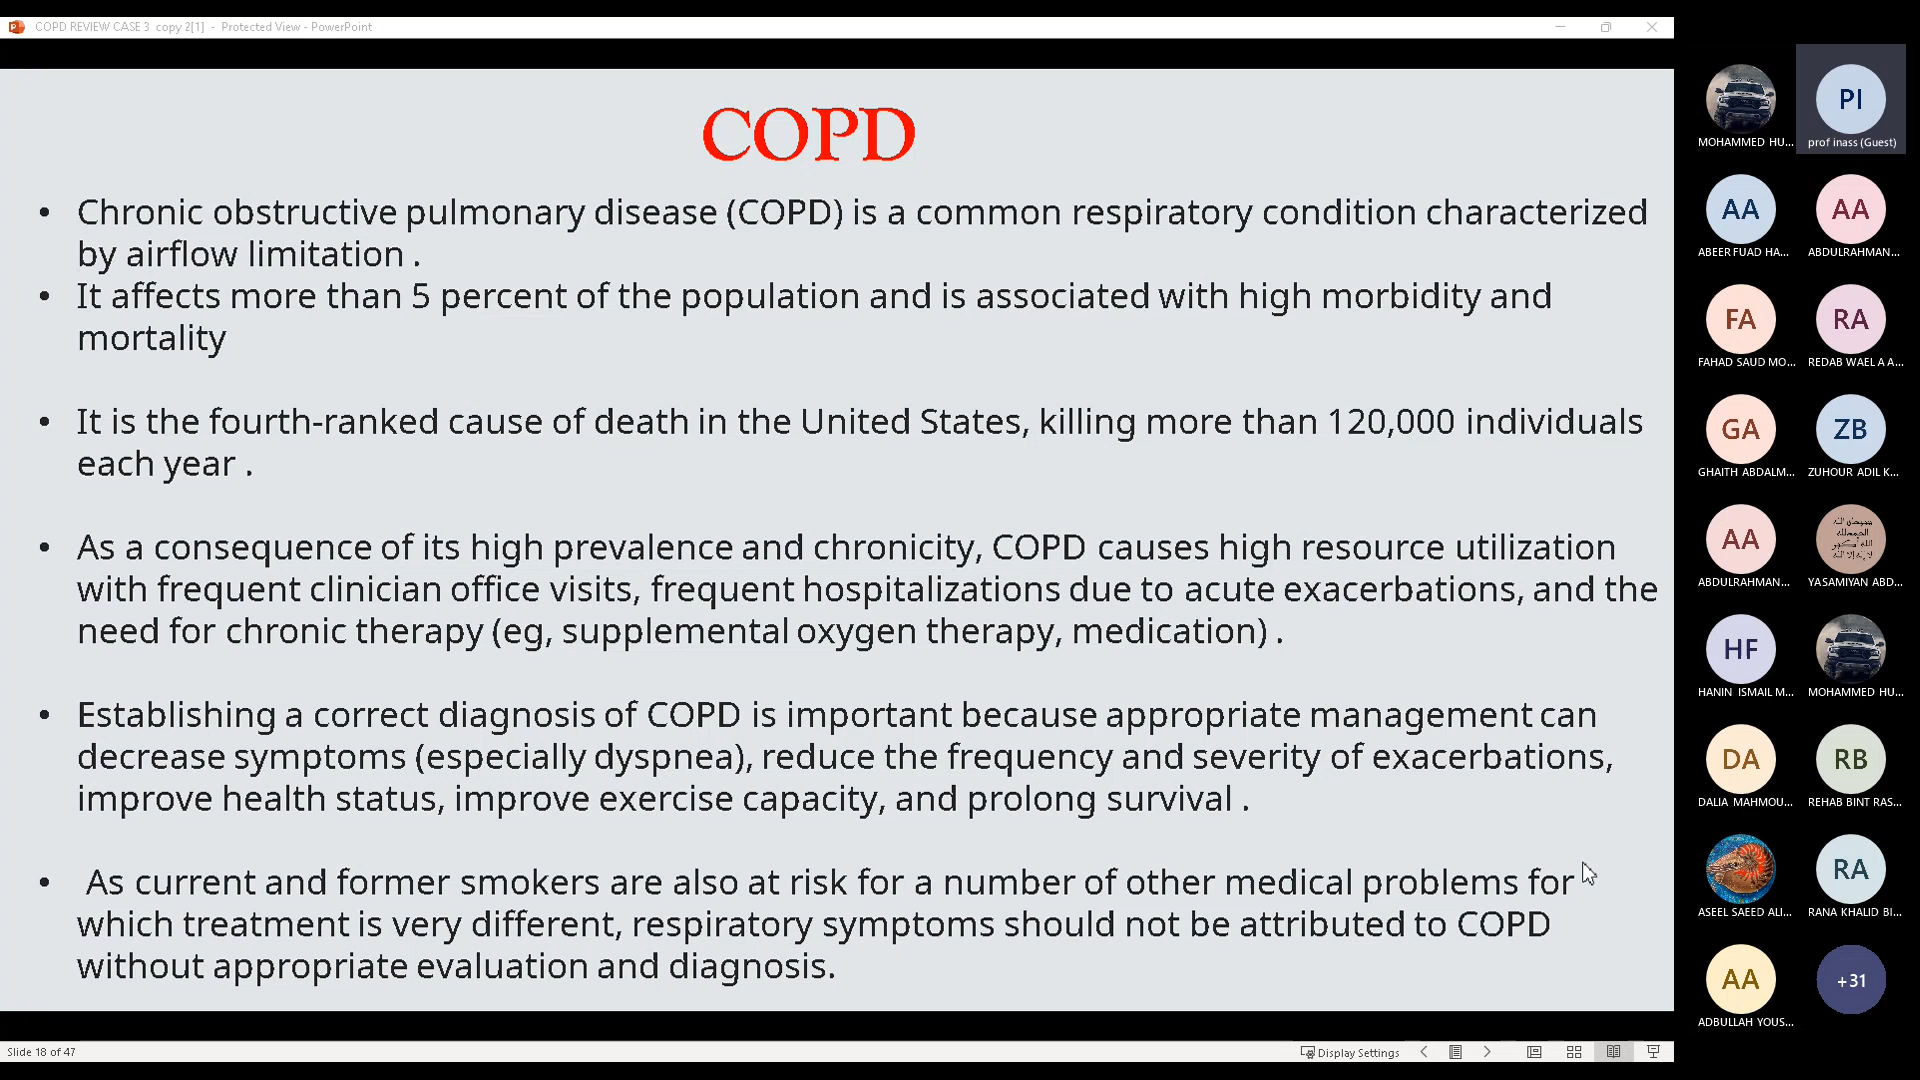 COPD REVIEW CASE 3 copy 2[1] - Protected View - PowerPoint
COPD
• Chronic obstructive pulmonary disease (COPD) is a common respiratory condition characterized
by airflow limitation .
• It affects more than 5 percent of the population and is associated with high morbidity and
mortality
• It is the fourth-ranked cause of death in the United States, killing more than 120,000 individuals
each year .
• As a consequence of its high prevalence and chronicity, COPD causes high resource utilization
with frequent clinician office visits, frequent hospitalizations due to acute exacerbations, and the
need for chronic therapy (eg, supplemental oxygen therapy, medication) .
• Establishing a correct diagnosis of COPD is important because appropriate management can
decrease symptoms (especially dyspnea), reduce the frequency and severity of exacerbations,
improve health status, improve exercise capacity, and prolong survival .
• As current and former smokers are also at risk for a number of other medical problems for
which treatment is very different, respiratory symptoms should not be attributed to COPD
without appropriate evaluation and diagnosis.
Slide 18 of 47
Display Settings
PI
MOHAMMED HU... prof inass (Guest)
AA AA
ABEER FUAD HA... ABDULRAHMAN...
FA RA
FAHAD SAUD MO... REDAB WAEL A A...
GA ZB
GHAITH ABDALM... ZUHOUR ADIL K...
AA
سبحان الله
الحمدلله
الله أكبر
لا إله إلا الله
ABDULRAHMAN... YASAMIYAN ABD...
HF
HANIN ISMAIL M... MOHAMMED HU...
DA RB
DALIA MAHMOU... REHAB BINT RAS...
RA
ASEEL SAEED ALI... RANA KHALID BI...
AA +31
ADBULLAH YOUS...